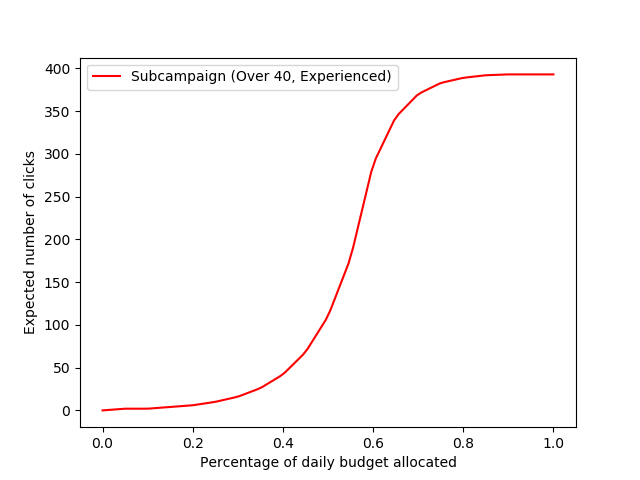 Subcampaign (Over 40, Experienced)
400
350
300
250
200
150
100
50
0
Expected number of clicks
0.0 0.2 0.4 0.6 0.8 1.0
Percentage of daily budget allocated